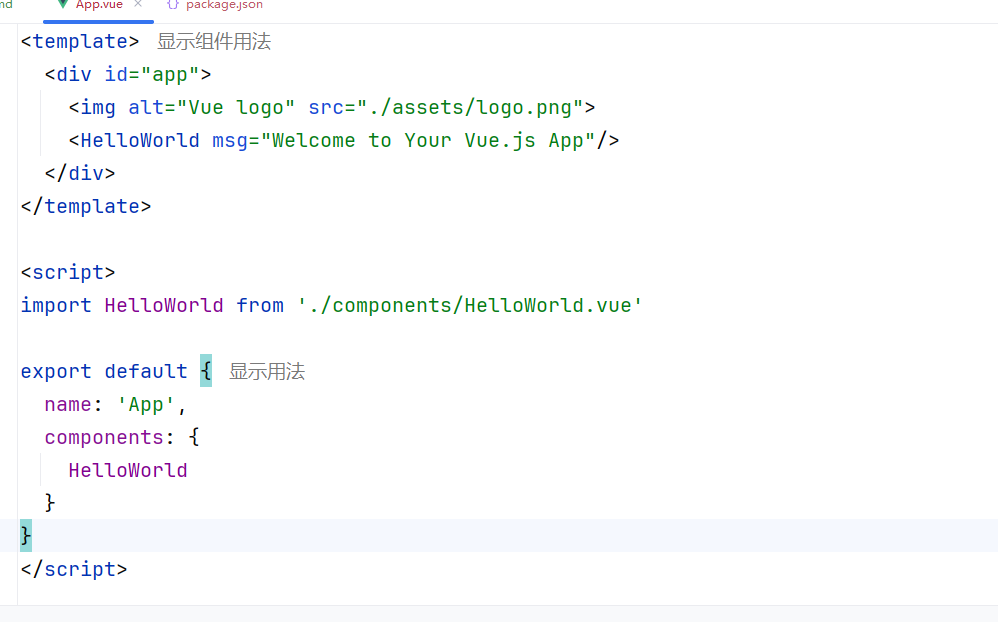 md App.vue × {} package.json
<template> 显示组件用法
  <div id="app">
    <img alt="Vue logo" src="./assets/logo.png">
    <HelloWorld msg="Welcome to Your Vue.js App"/>
  </div>
</template>
<script>
import HelloWorld from './components/HelloWorld.vue'
export default { 显示用法
  name: 'App',
  components: {
    HelloWorld
  }
}
</script>